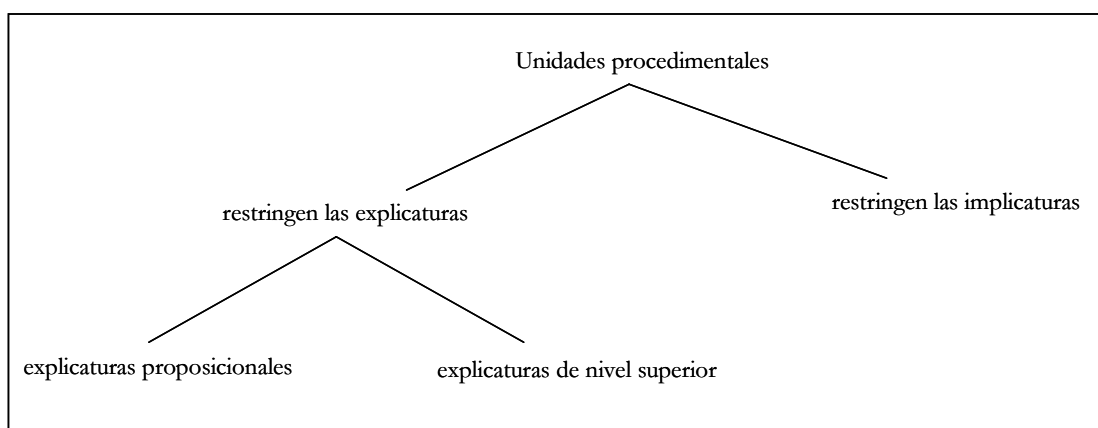 Unidades procedimentales
restringen las explicaturas
restringen las implicaturas
explicaturas proposicionales
explicaturas de nivel superior